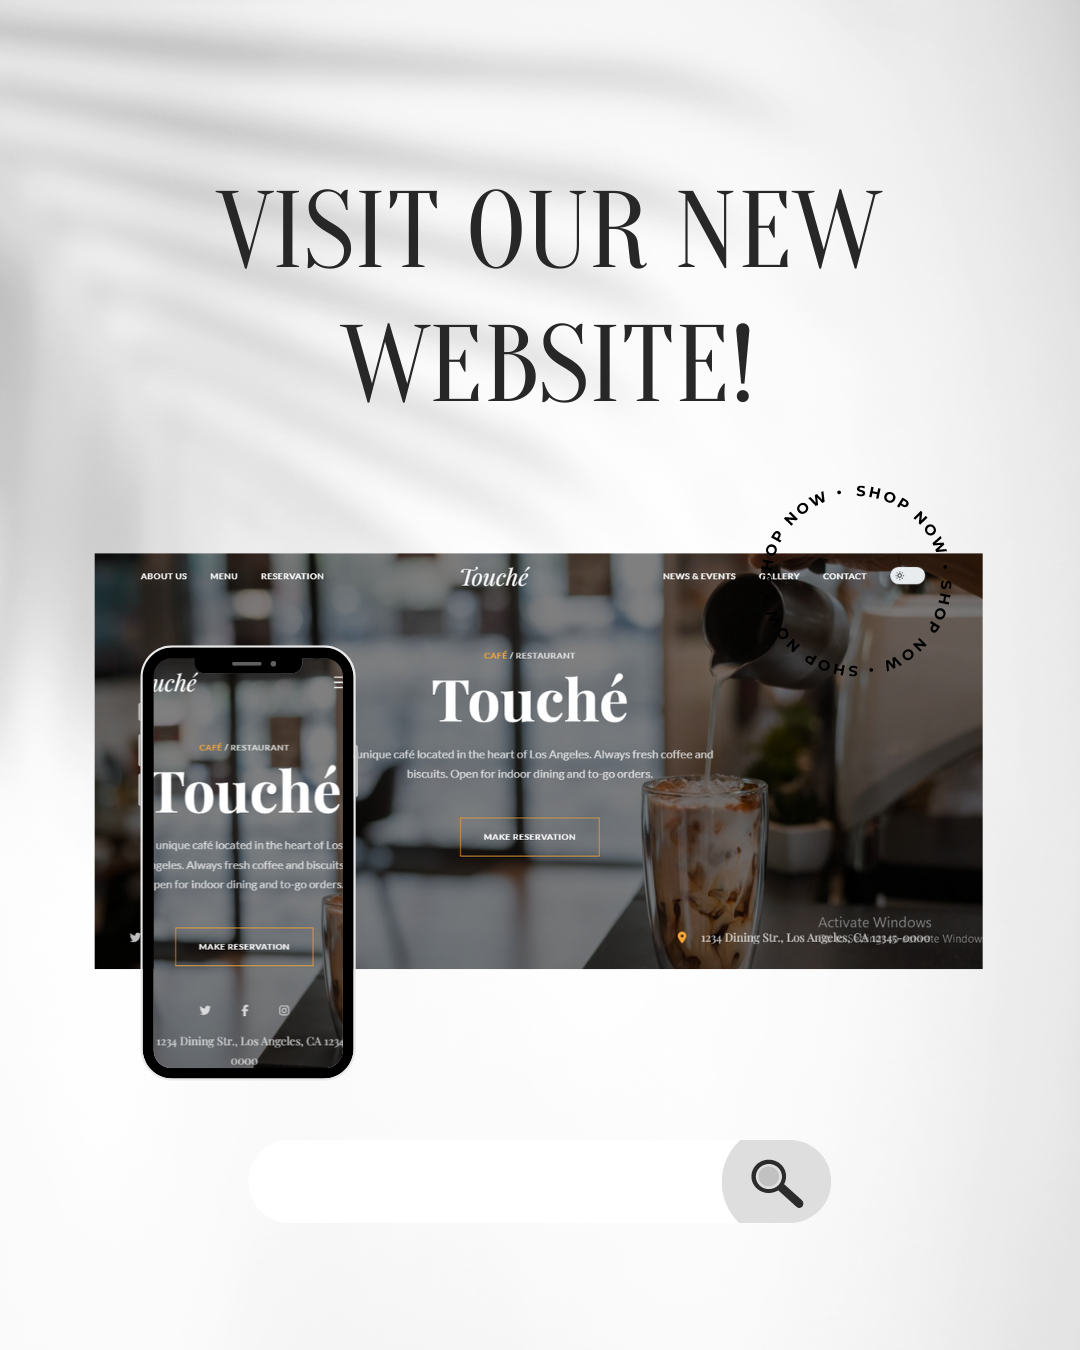 VISIT OUR NEW
WEBSITE!
SHOP NOW • SHOP NOW • SHOP NOW • SHOP NOW •
ABOUT US MENU RESERVATION Touché NEWS & EVENTS GALLERY CONTACT
CAFÉ / RESTAURANT
Touché
unique café located in the heart of Los Angeles. Always fresh coffee and
biscuits. Open for indoor dining and to-go orders.
MAKE RESERVATION
Activate Windows
1234 Dining Str., Los Angeles, CA 12345-0000
uché
CAFÉ / RESTAURANT
Touché
unique café located in the heart of Los
ngeles. Always fresh coffee and biscuits
pen for indoor dining and to-go orders.
MAKE RESERVATION
1234 Dining Str., Los Angeles, CA 1234
0000